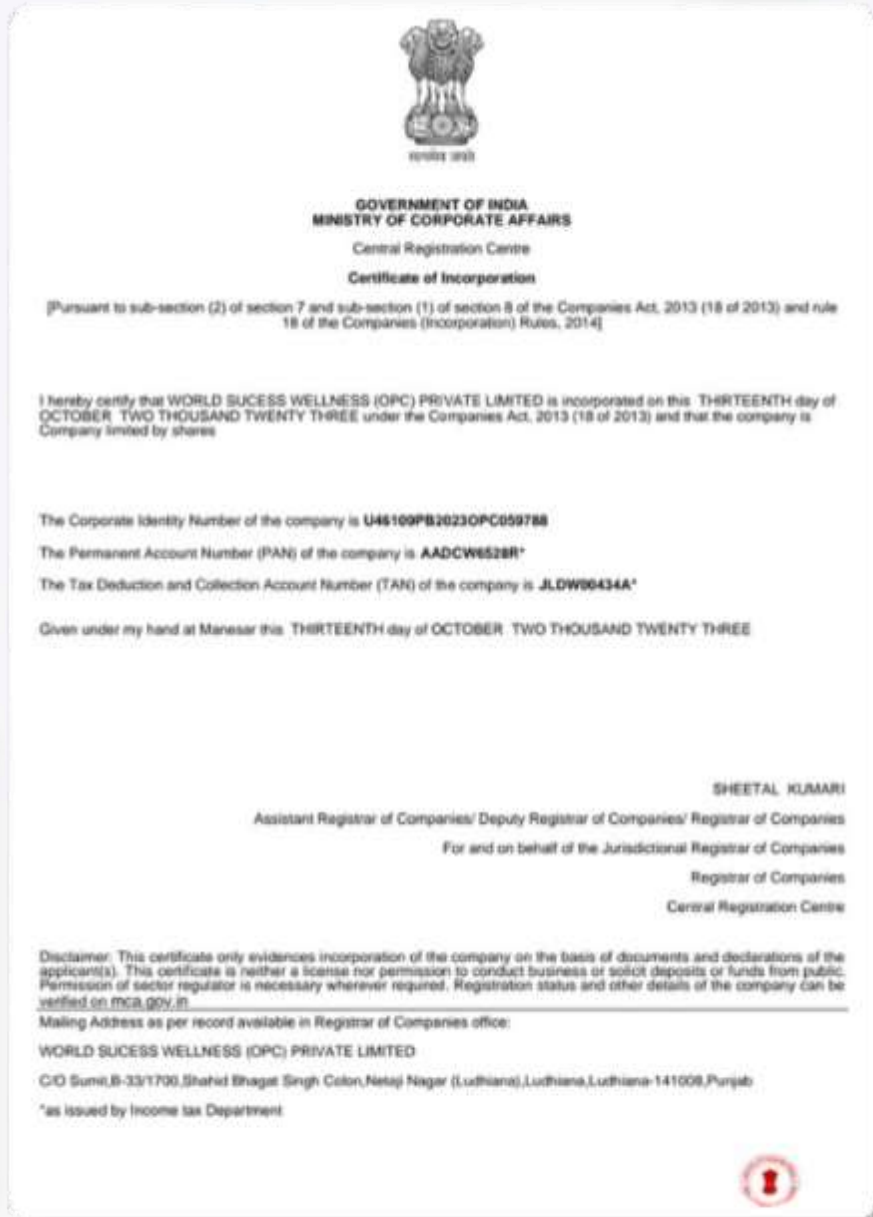 GOVERNMENT OF INDIA
MINISTRY OF CORPORATE AFFAIRS
Central Registration Centre
Certificate of Incorporation
[Pursuant to sub-section (2) of section 7 and sub-section (1) of section 8 of the Companies Act, 2013 (18 of 2013) and rule
18 of the Companies (Incorporation) Rules, 2014]
I hereby certify that WORLD SUCESS WELLNESS (OPC) PRIVATE LIMITED is incorporated on this THIRTEENTH day of
OCTOBER TWO THOUSAND TWENTY THREE under the Companies Act, 2013 (18 of 2013) and that the company is
Company limited by shares
The Corporate Identity Number of the company is U46109PB2023OPC059788
The Permanent Account Number (PAN) of the company is AADCW6528R*
The Tax Deduction and Collection Account Number (TAN) of the company is JLDW00434A*
Given under my hand at Manesar this THIRTEENTH day of OCTOBER TWO THOUSAND TWENTY THREE
SHEETAL KUMARI
Assistant Registrar of Companies/ Deputy Registrar of Companies/ Registrar of Companies
For and on behalf of the Jurisdictional Registrar of Companies
Registrar of Companies
Central Registration Centre
Disclaimer: This certificate only evidences incorporation of the company on the basis of documents and declarations of the
applicant(s). This certificate is neither a license nor permission to conduct business or solicit deposits or funds from public.
Permission of sector regulator is necessary wherever required. Registration status and other details of the company can be
verified on mca.gov.in
Mailing Address as per record available in Registrar of Companies office:
WORLD SUCESS WELLNESS (OPC) PRIVATE LIMITED
C/O Sumit,B-33/1700,Shahid Bhagat Singh Colon,Netaji Nagar (Ludhiana),Ludhiana,Ludhiana-141008,Punjab
*as issued by Income tax Department